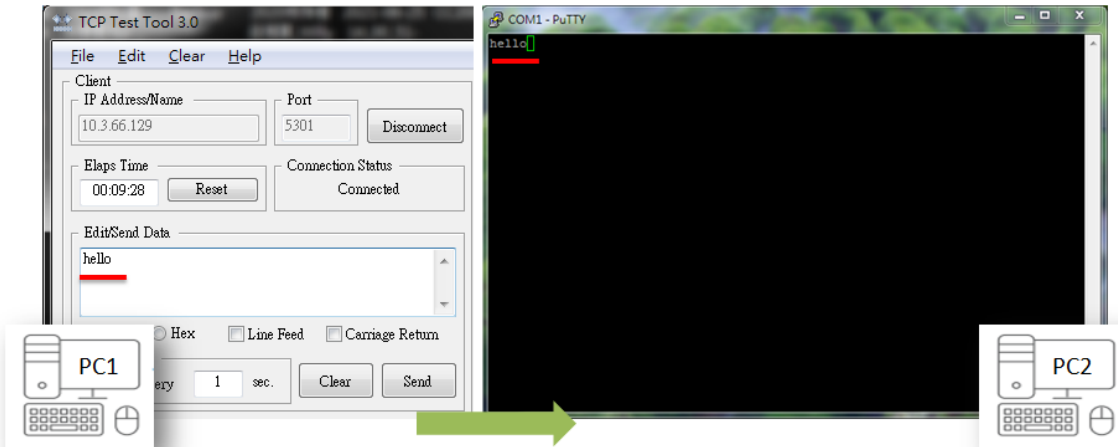 TCP Test Tool 3.0
File Edit Clear Help
Client
IP Address/Name
10.3.66.129
Port
5301
Disconnect
Elaps Time
00:09:28
Reset
Connection Status
Connected
Edit/Send Data
hello
Hex
Line Feed
Carriage Return
1 sec.
Clear
Send
PC1
COM1 - PuTTY
hello
PC2